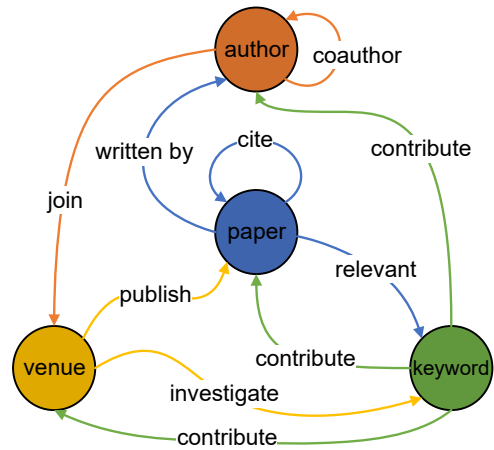 author
coauthor
contribute
written by
cite
join
paper
relevant
publish
contribute
venue
keyword
investigate
contribute